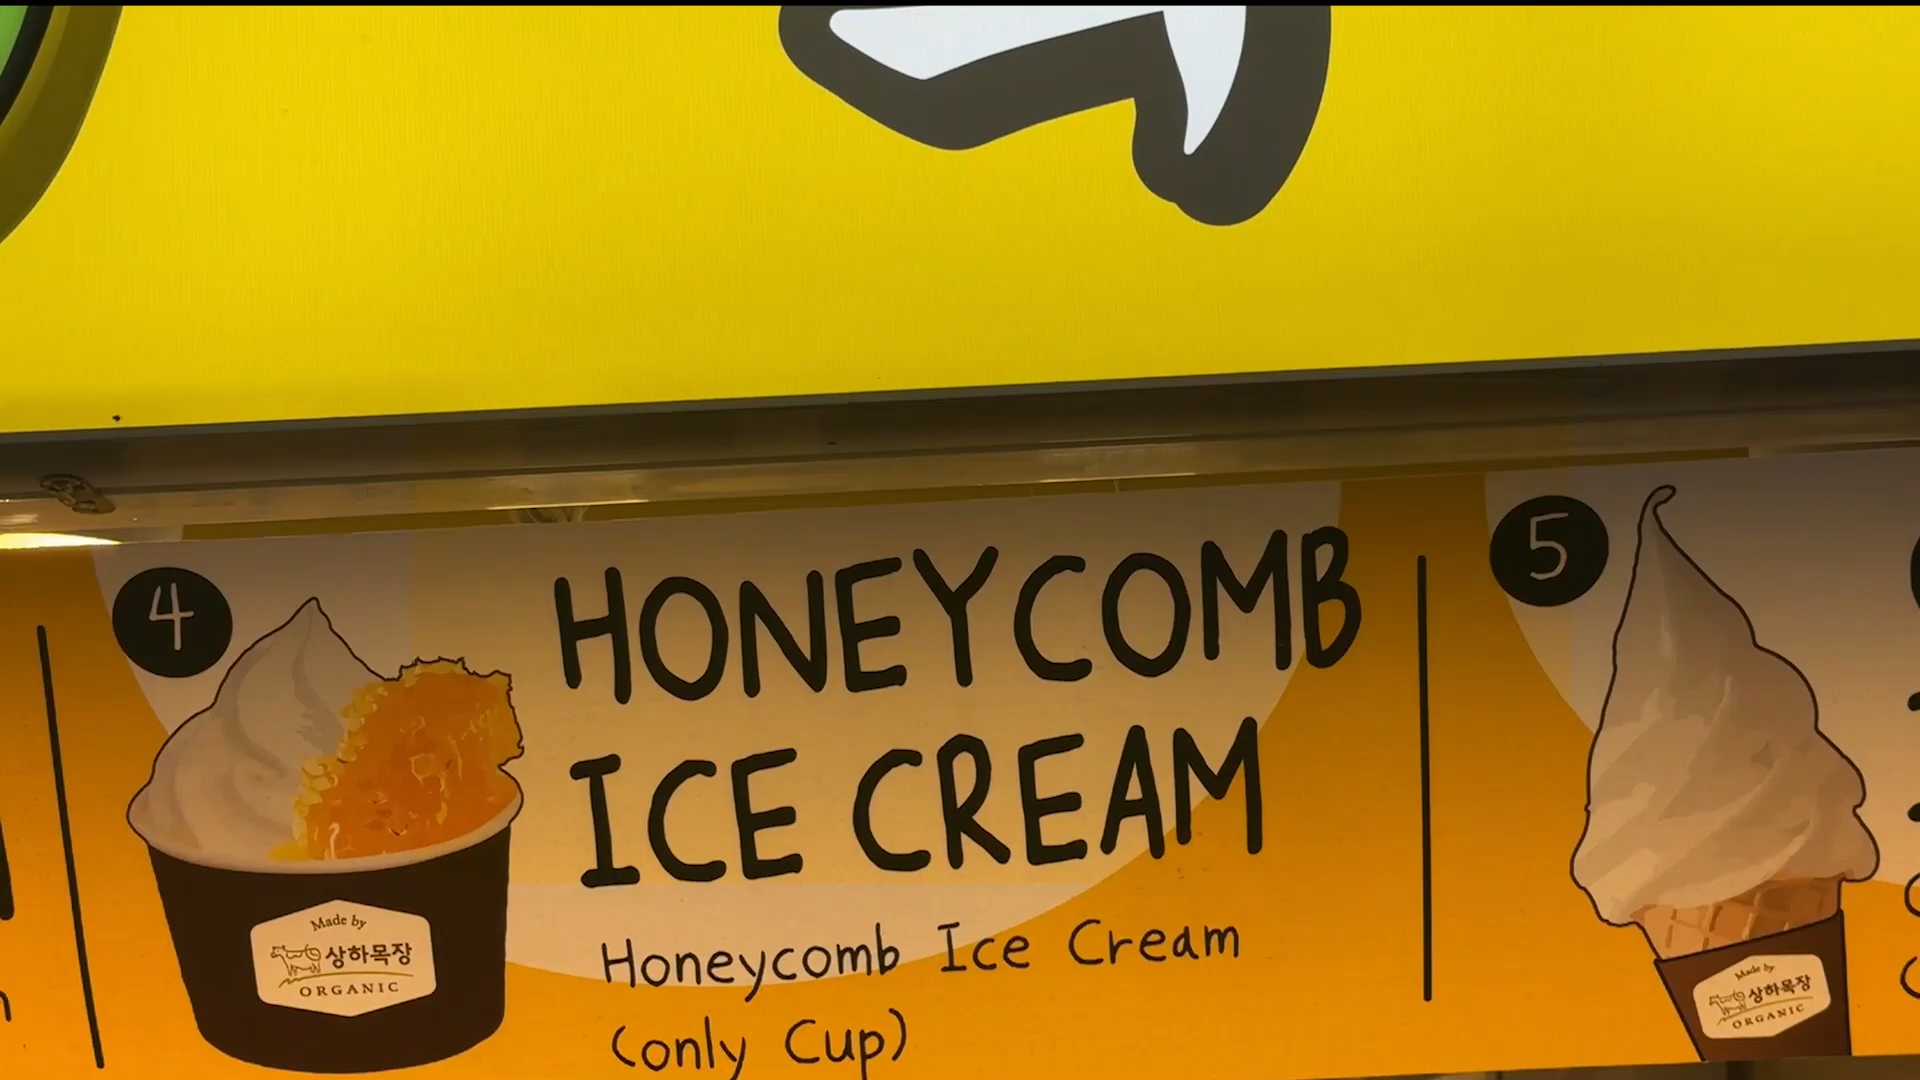 4
HONEYCOMB
ICE CREAM
Honeycomb Ice Cream
(only Cup)
Made by
상하목장
ORGANIC
5
Made by
상하목장
ORGANIC